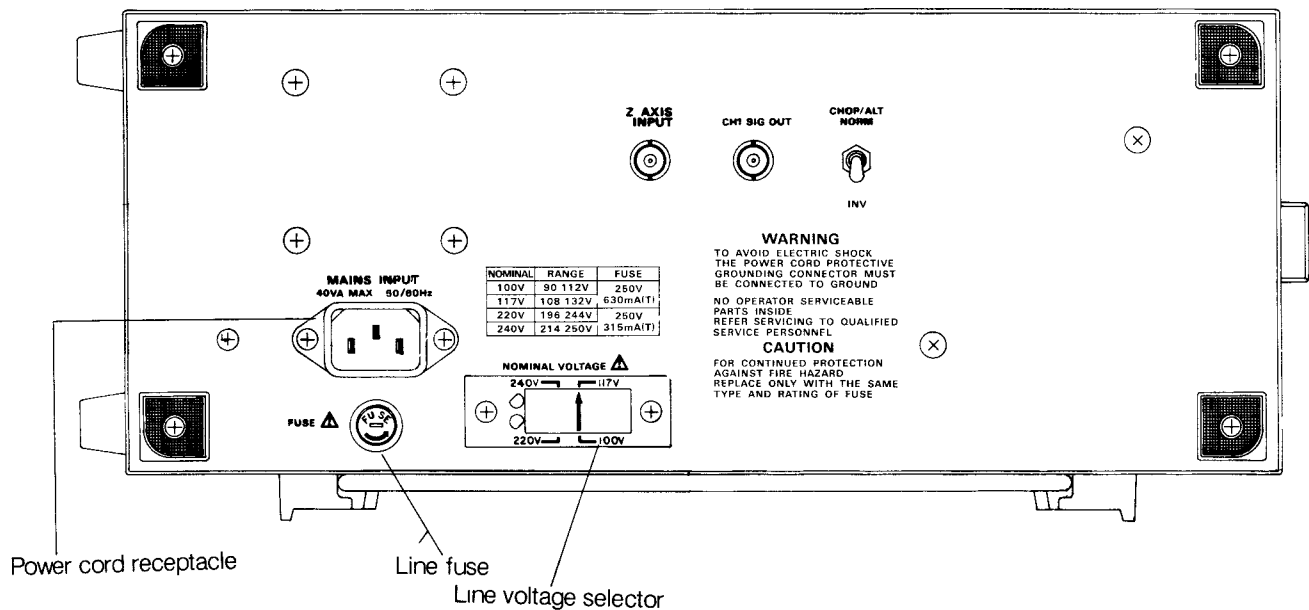 Z AXIS
INPUT
CH1 SIG OUT
CHOP/ALT
NORM
INV
WARNING
TO AVOID ELECTRIC SHOCK
THE POWER CORD PROTECTIVE
GROUNDING CONNECTOR MUST
BE CONNECTED TO GROUND
NO OPERATOR SERVICEABLE
PARTS INSIDE
REFER SERVICING TO QUALIFIED
SERVICE PERSONNEL
CAUTION
FOR CONTINUED PROTECTION
AGAINST FIRE HAZARD
REPLACE ONLY WITH THE SAME
TYPE AND RATING OF FUSE
MAINS INPUT
40VA MAX 50/60Hz
NOMINAL RANGE FUSE
100V 90 112V 250V
117V 108 132V 630mA(T)
220V 196 244V 250V
240V 214 250V 315mA(T)
NOMINAL VOLTAGE
240V 117V
220V 100V
FUSE
FUSE
Power cord receptacle
Line fuse
Line voltage selector